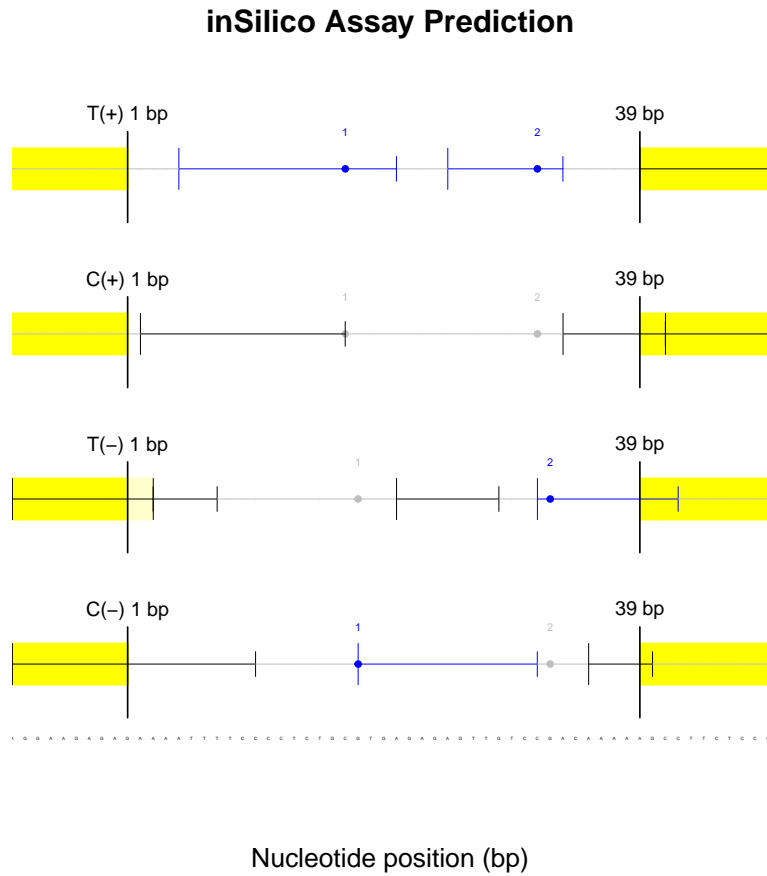 inSilico Assay Prediction
T(+) 1 bp 39 bp
1 2
C(+) 1 bp 39 bp
1 2
T(−) 1 bp 39 bp
1 2
C(−) 1 bp 39 bp
1 2
G G A A G A G A G A A A A T T T T C C C C T C T G C G T G A G A G A G T T G T C C G A C A A A A A G C C T T C T C C
Nucleotide position (bp)